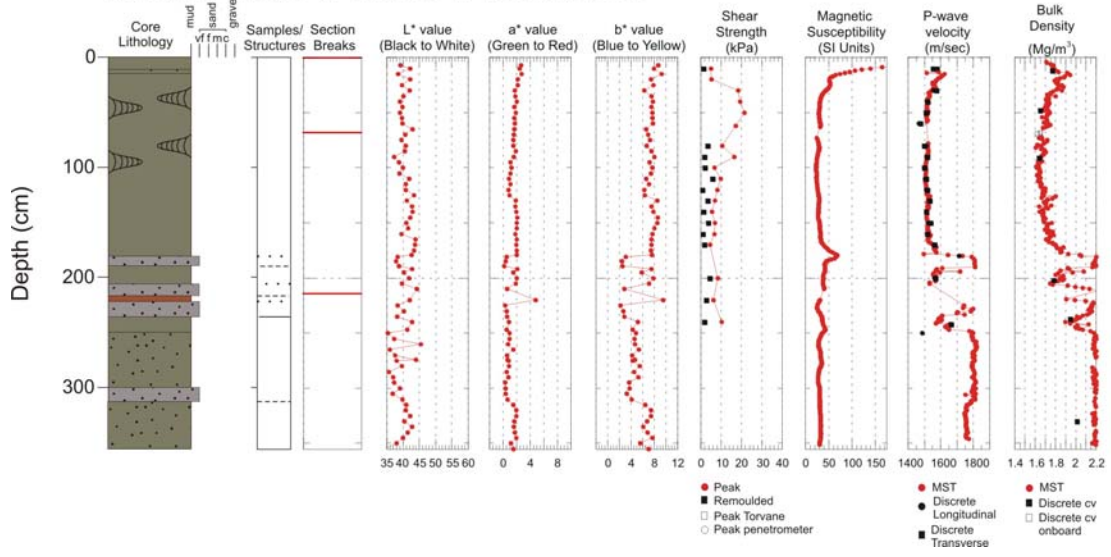 mud
sand
grave
vf f m c
Core
Lithology
Samples/
Structures
Section
Breaks
L* value
(Black to White)
a* value
(Green to Red)
b* value
(Blue to Yellow)
Shear
Strength
(kPa)
Magnetic
Susceptibility
(SI Units)
P-wave
velocity
(m/sec)
Bulk
Density
(Mg/m³)
Depth (cm)
0
100
200
300
35 40 45 50 55 60
0 2 4 6 8 10
0 4 8 12
0 10 20 30 40
0 50 100 150
1400 1600 1800
1.4 1.6 1.8 2 2.2
Peak
Remoulded
Peak Torvane
Peak penetrometer
MST
Discrete
Longitudinal
Discrete
Transverse
MST
Discrete cv
Discrete cv
onboard